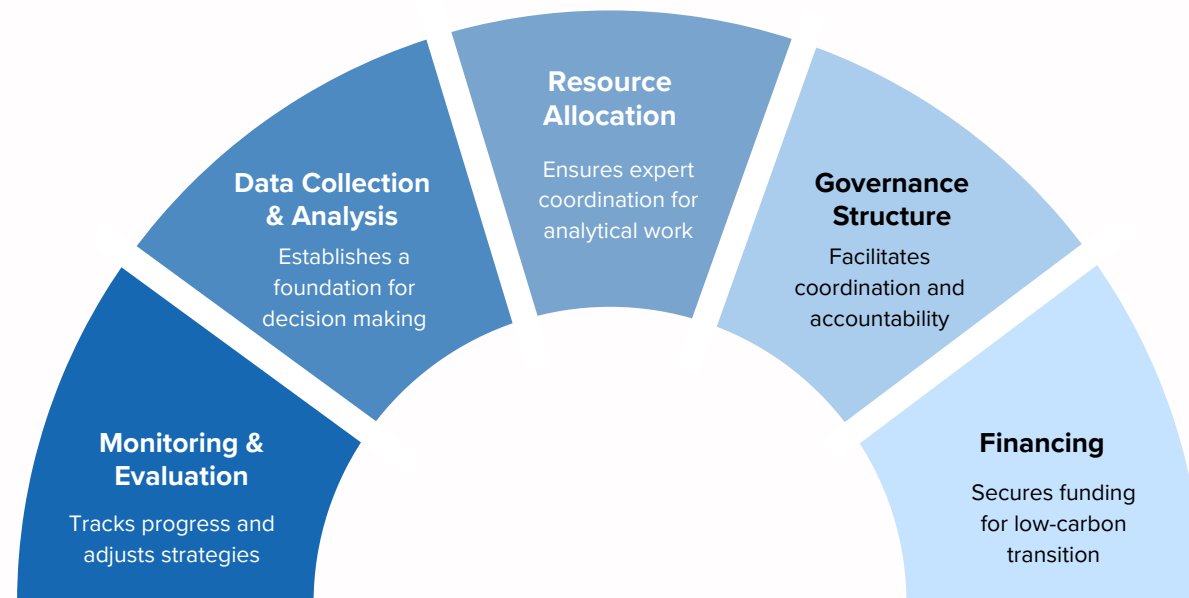 Monitoring &
Evaluation
Tracks progress and
adjusts strategies
Data Collection
& Analysis
Establishes a
foundation for
decision making
Resource
Allocation
Ensures expert
coordination for
analytical work
Governance
Structure
Facilitates
coordination and
accountability
Financing
Secures funding
for low-carbon
transition